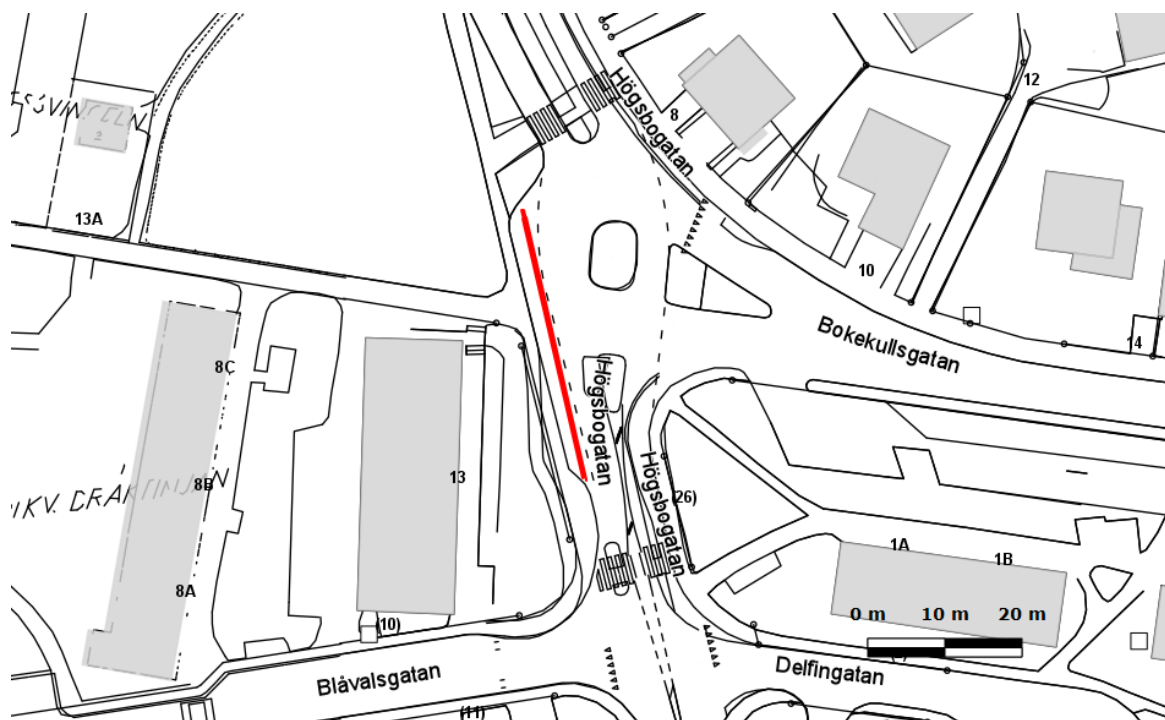 12
Högsbogatan
8
13A
10
Bokekullsgatan
14
8C
Högsbogatan
13
8B
Högsbogatan
(26)
1A
1B
8A
0 m 10 m 20 m
(10)
Blåvalsgatan
Delfingatan
(11)